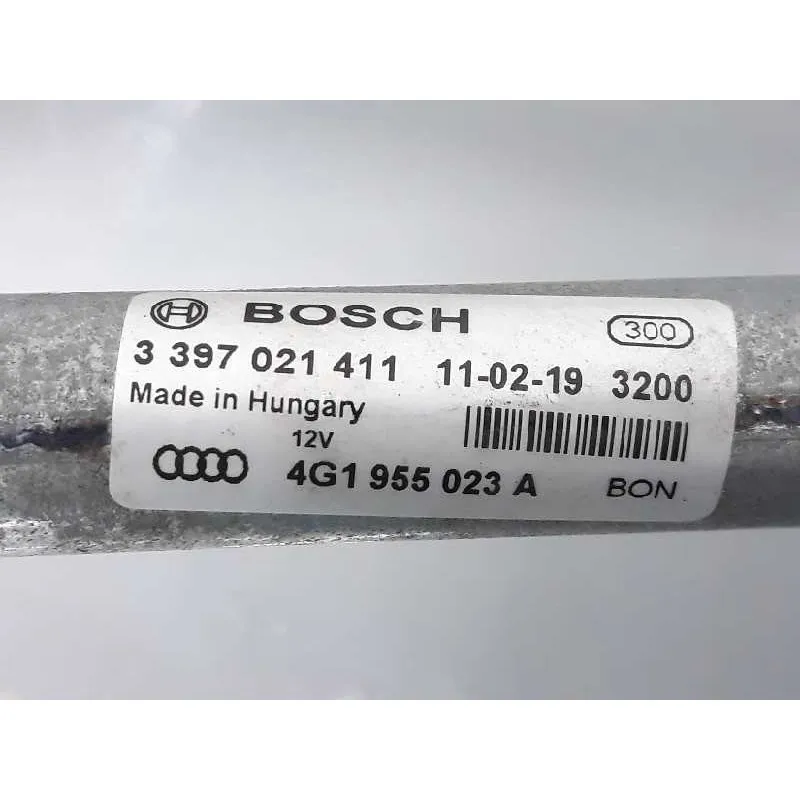 BOSCH 300
3 397 021 411 11-02-19 3200
Made in Hungary
12V
4G1 955 023 A BON